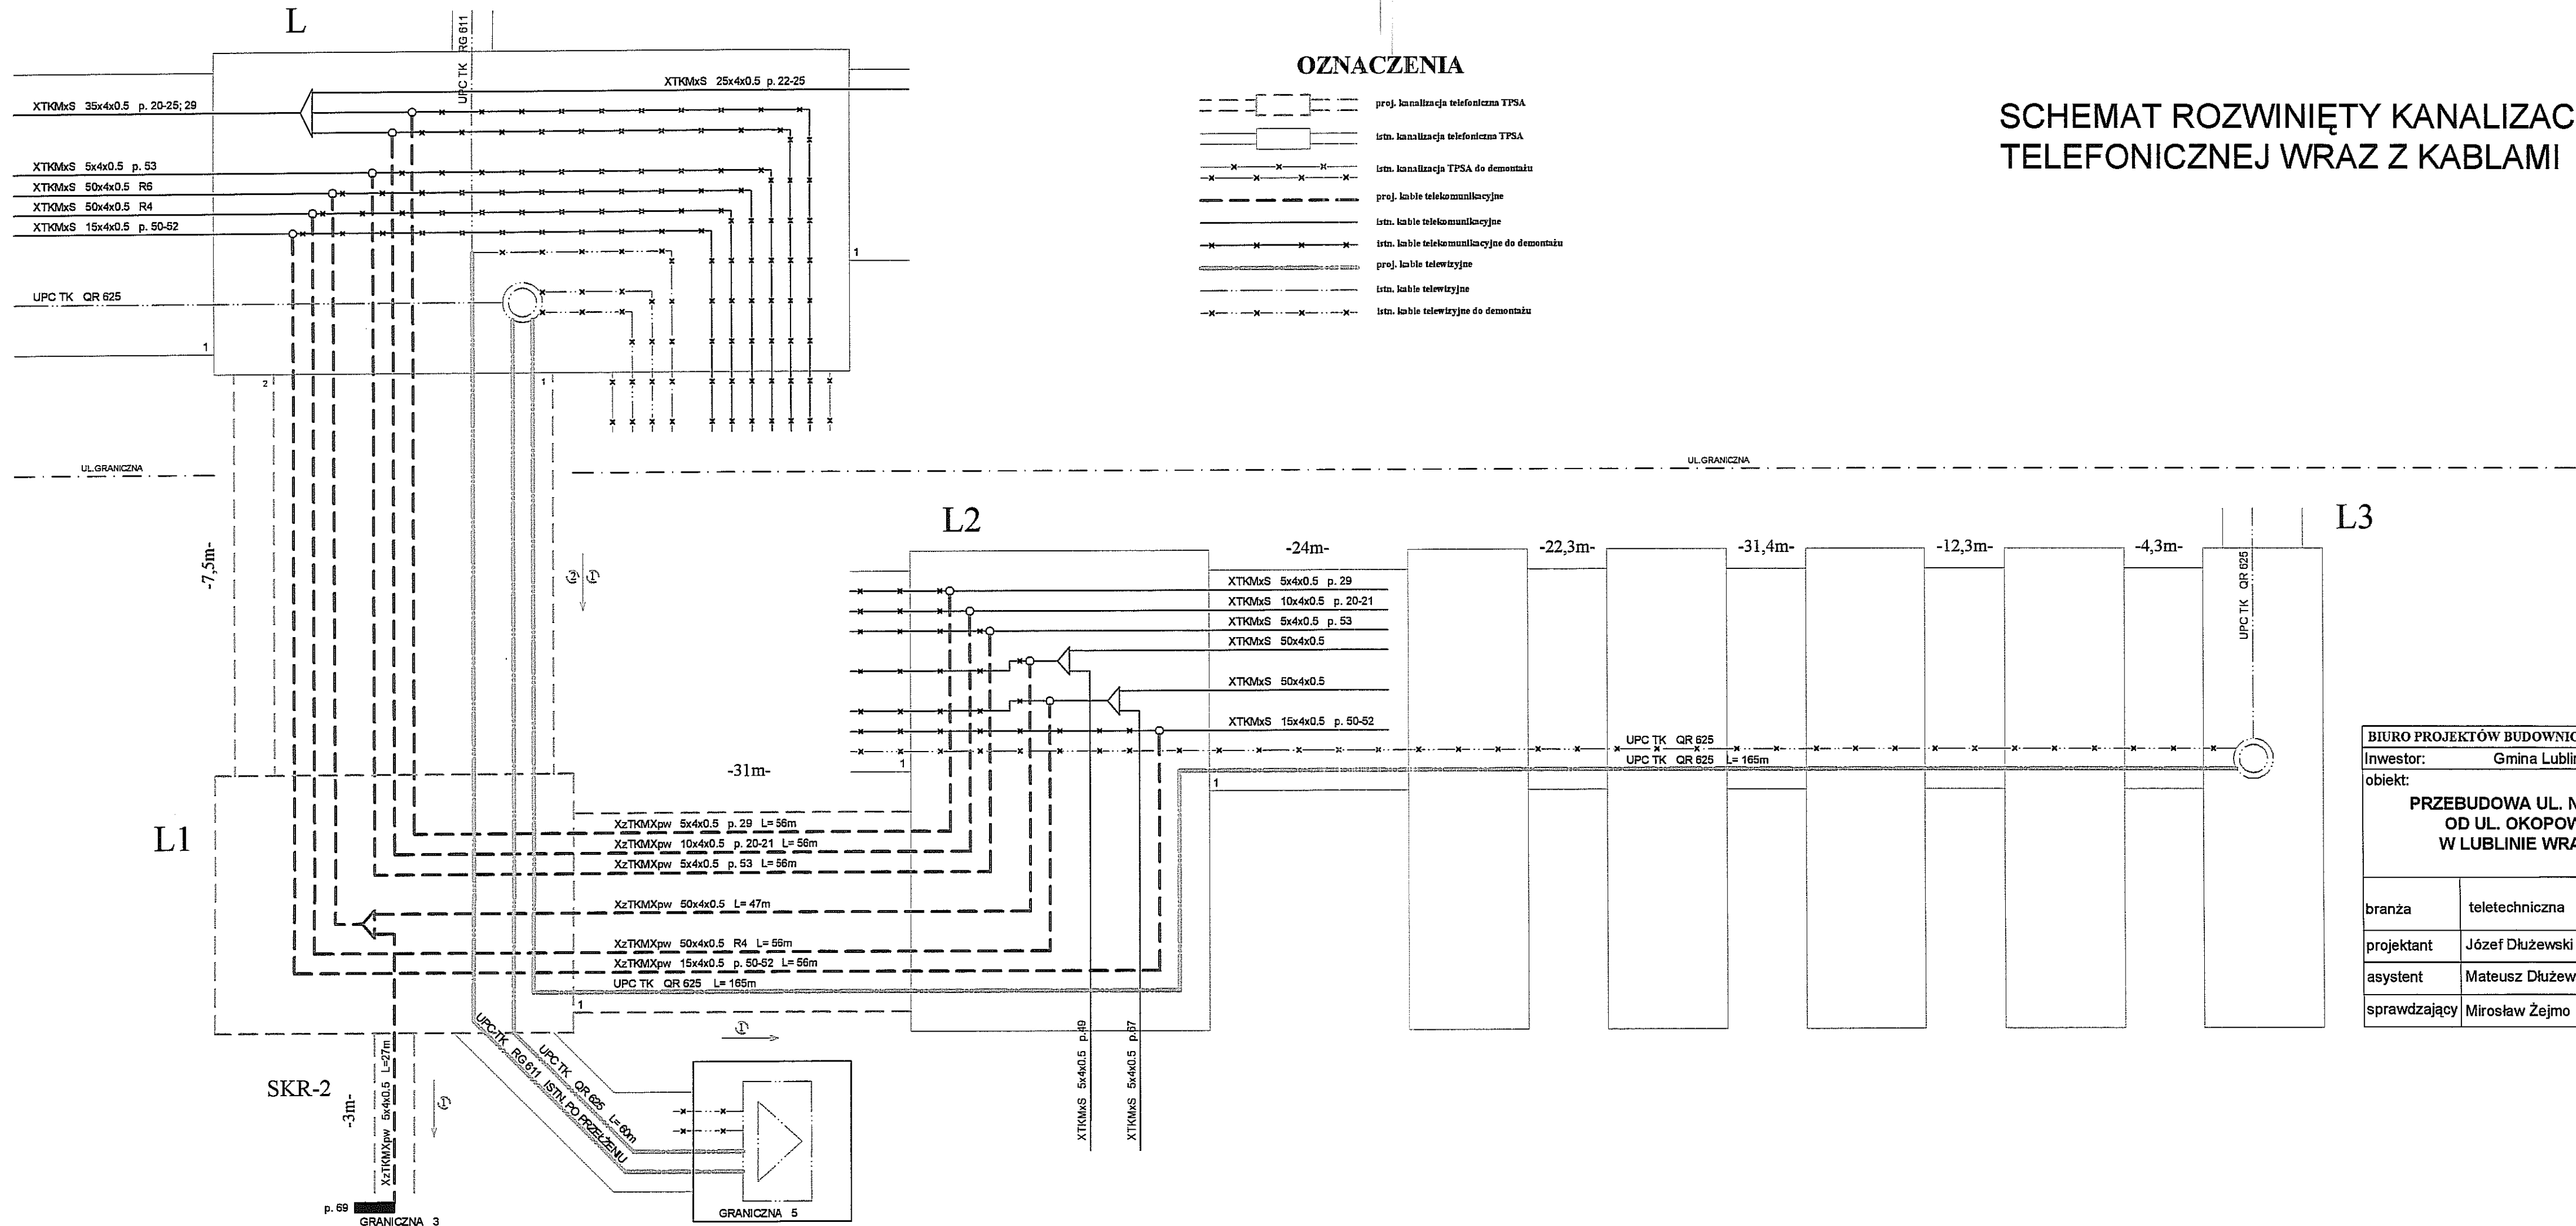 L
UPC TK RG 611
XTKMxS 25x4x0.5 p. 22-25
XTKMxS 35x4x0.5 p. 20-25; 29
XTKMxS 5x4x0.5 p. 53
XTKMxS 50x4x0.5 R6
XTKMxS 50x4x0.5 R4
XTKMxS 15x4x0.5 p. 50-52
1
UPC TK QR 625
1
2
1
OZNACZENIA
proj. kanalizacja telefoniczna TPSA
istn. kanalizacja telefoniczna TPSA
istn. kanalizacja TPSA do demontażu
proj. kable telekomunikacyjne
istn. kable telekomunikacyjne
istn. kable telekomunikacyjne do demontażu
proj. kable telewizyjne
istn. kable telewizyjne
istn. kable telewizyjne do demontażu
SCHEMAT ROZWINIĘTY KANALIZAC
TELEFONICZNEJ WRAZ Z KABLAMI
UL.GRANICZNA
UL.GRANICZNA
-7,5m-
2 1
L2
-24m-
-22,3m-
-31,4m-
-12,3m-
-4,3m-
L3
UPC TK QR 625
XTKMxS 5x4x0.5 p. 29
XTKMxS 10x4x0.5 p. 20-21
XTKMxS 5x4x0.5 p. 53
XTKMxS 50x4x0.5
XTKMxS 50x4x0.5
XTKMxS 15x4x0.5 p. 50-52
UPC TK QR 625
UPC TK QR 625 L= 165m
1
1
-31m-
L1
XzTKMXpw 5x4x0.5 p. 29 L= 56m
XzTKMXpw 10x4x0.5 p. 20-21 L= 56m
XzTKMXpw 5x4x0.5 p. 53 L= 56m
XzTKMXpw 50x4x0.5 L= 47m
XzTKMXpw 50x4x0.5 R4 L= 56m
XzTKMXpw 15x4x0.5 p. 50-52 L= 56m
UPC TK QR 625 L= 165m
1
1
UPC TK QR 625 L= 60m
UPC TK RG 611 ISTN. PO PRZEŁŻENIU
XTKMxS 5x4x0.5 p.49
XTKMxS 5x4x0.5 p.67
SKR-2
-3m-
XzTKMXpw 5x4x0.5 L=27m
1
p. 69
GRANICZNA 3
GRANICZNA 5
BIURO PROJEKTÓW BUDOWNIC
Inwestor: Gmina Lublin
obiekt:
PRZEBUDOWA UL. N
OD UL. OKOPOW
W LUBLINIE WRA
branża teletechniczna
projektant Józef Dłużewski
asystent Mateusz Dłużew
sprawdzający Mirosław Żejmo